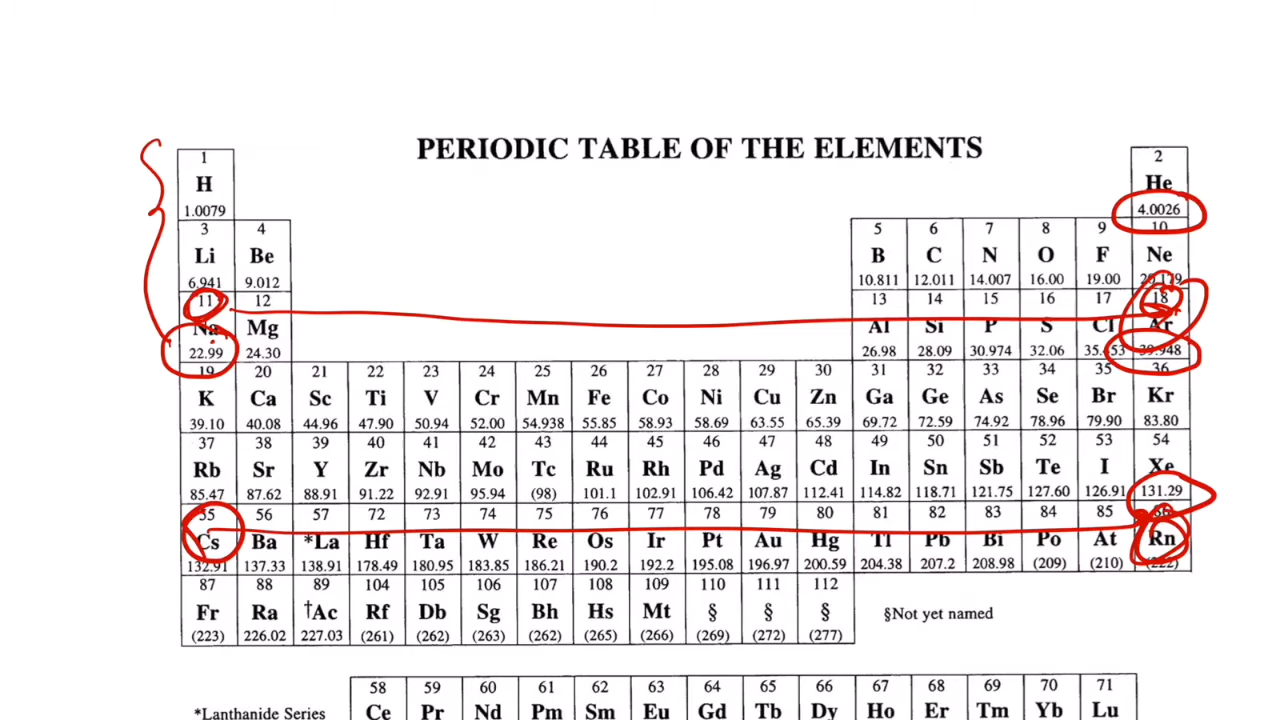 PERIODIC TABLE OF THE ELEMENTS
1 2
H He
1.0079 4.0026
3 4 5 6 7 8 9 10
Li Be B C N O F Ne
6.941 9.012 10.811 12.011 14.007 16.00 19.00 20.179
11 12 13 14 15 16 17 18
Na Mg Al Si P S Cl Ar
22.99 24.30 26.98 28.09 30.974 32.06 35.453 39.948
19 20 21 22 23 24 25 26 27 28 29 30 31 32 33 34 35 36
K Ca Sc Ti V Cr Mn Fe Co Ni Cu Zn Ga Ge As Se Br Kr
39.10 40.08 44.96 47.90 50.94 52.00 54.938 55.85 58.93 58.69 63.55 65.39 69.72 72.59 74.92 78.96 79.90 83.80
37 38 39 40 41 42 43 44 45 46 47 48 49 50 51 52 53 54
Rb Sr Y Zr Nb Mo Tc Ru Rh Pd Ag Cd In Sn Sb Te I Xe
85.47 87.62 88.91 91.22 92.91 95.94 (98) 101.1 102.91 106.42 107.87 112.41 114.82 118.71 121.75 127.60 126.91 131.29
55 56 57 72 73 74 75 76 77 78 79 80 81 82 83 84 85 86
Cs Ba *La Hf Ta W Re Os Ir Pt Au Hg Tl Pb Bi Po At Rn
132.91 137.33 138.91 178.49 180.95 183.85 186.21 190.2 192.2 195.08 196.97 200.59 204.38 207.2 208.98 (209) (210) (222)
87 88 89 104 105 106 107 108 109 110 111 112
Fr Ra †Ac Rf Db Sg Bh Hs Mt § § § §Not yet named
(223) 226.02 227.03 (261) (262) (263) (262) (265) (266) (269) (272) (277)
58 59 60 61 62 63 64 65 66 67 68 69 70 71
*Lanthanide Series Ce Pr Nd Pm Sm Eu Gd Tb Dy Ho Er Tm Yb Lu